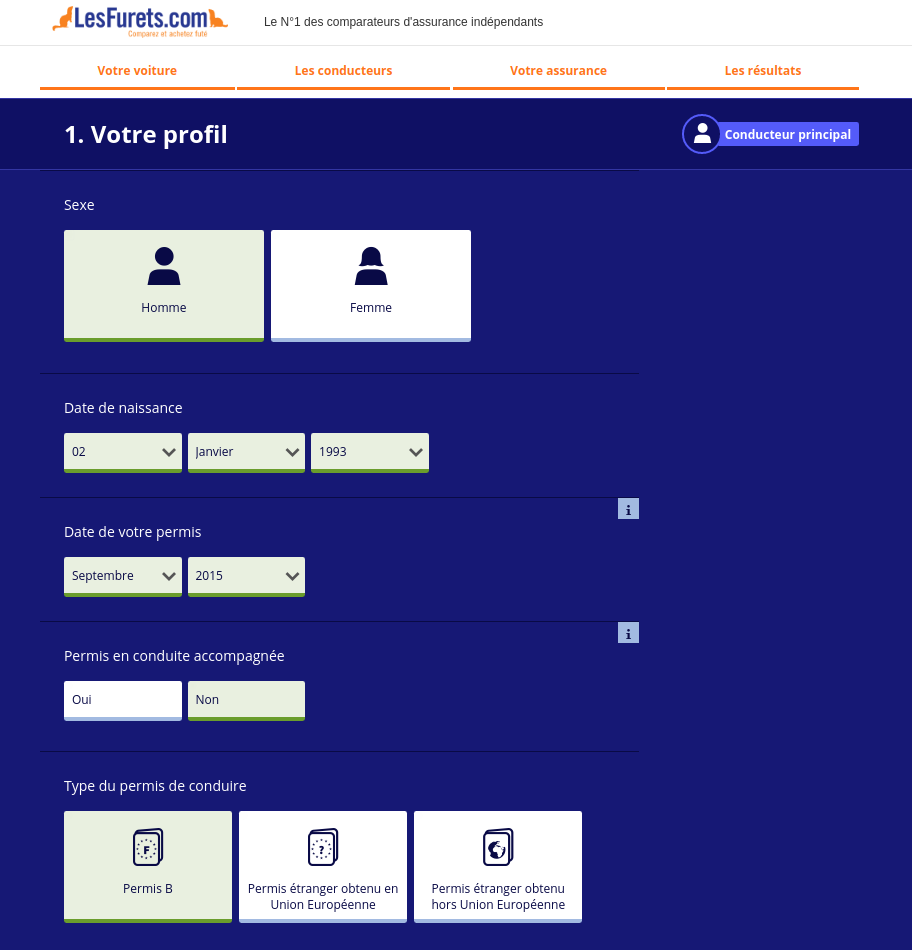 LesFurets.com
Comparez et achetez futé
Le N°1 des comparateurs d'assurance indépendants
Votre voiture
Les conducteurs
Votre assurance
Les résultats
1. Votre profil
Conducteur principal
Sexe
Homme
Femme
Date de naissance
02
Janvier
1993
i
Date de votre permis
Septembre
2015
i
Permis en conduite accompagnée
Oui
Non
Type du permis de conduire
F
?
Permis B
Permis étranger obtenu en
Union Européenne
Permis étranger obtenu
hors Union Européenne